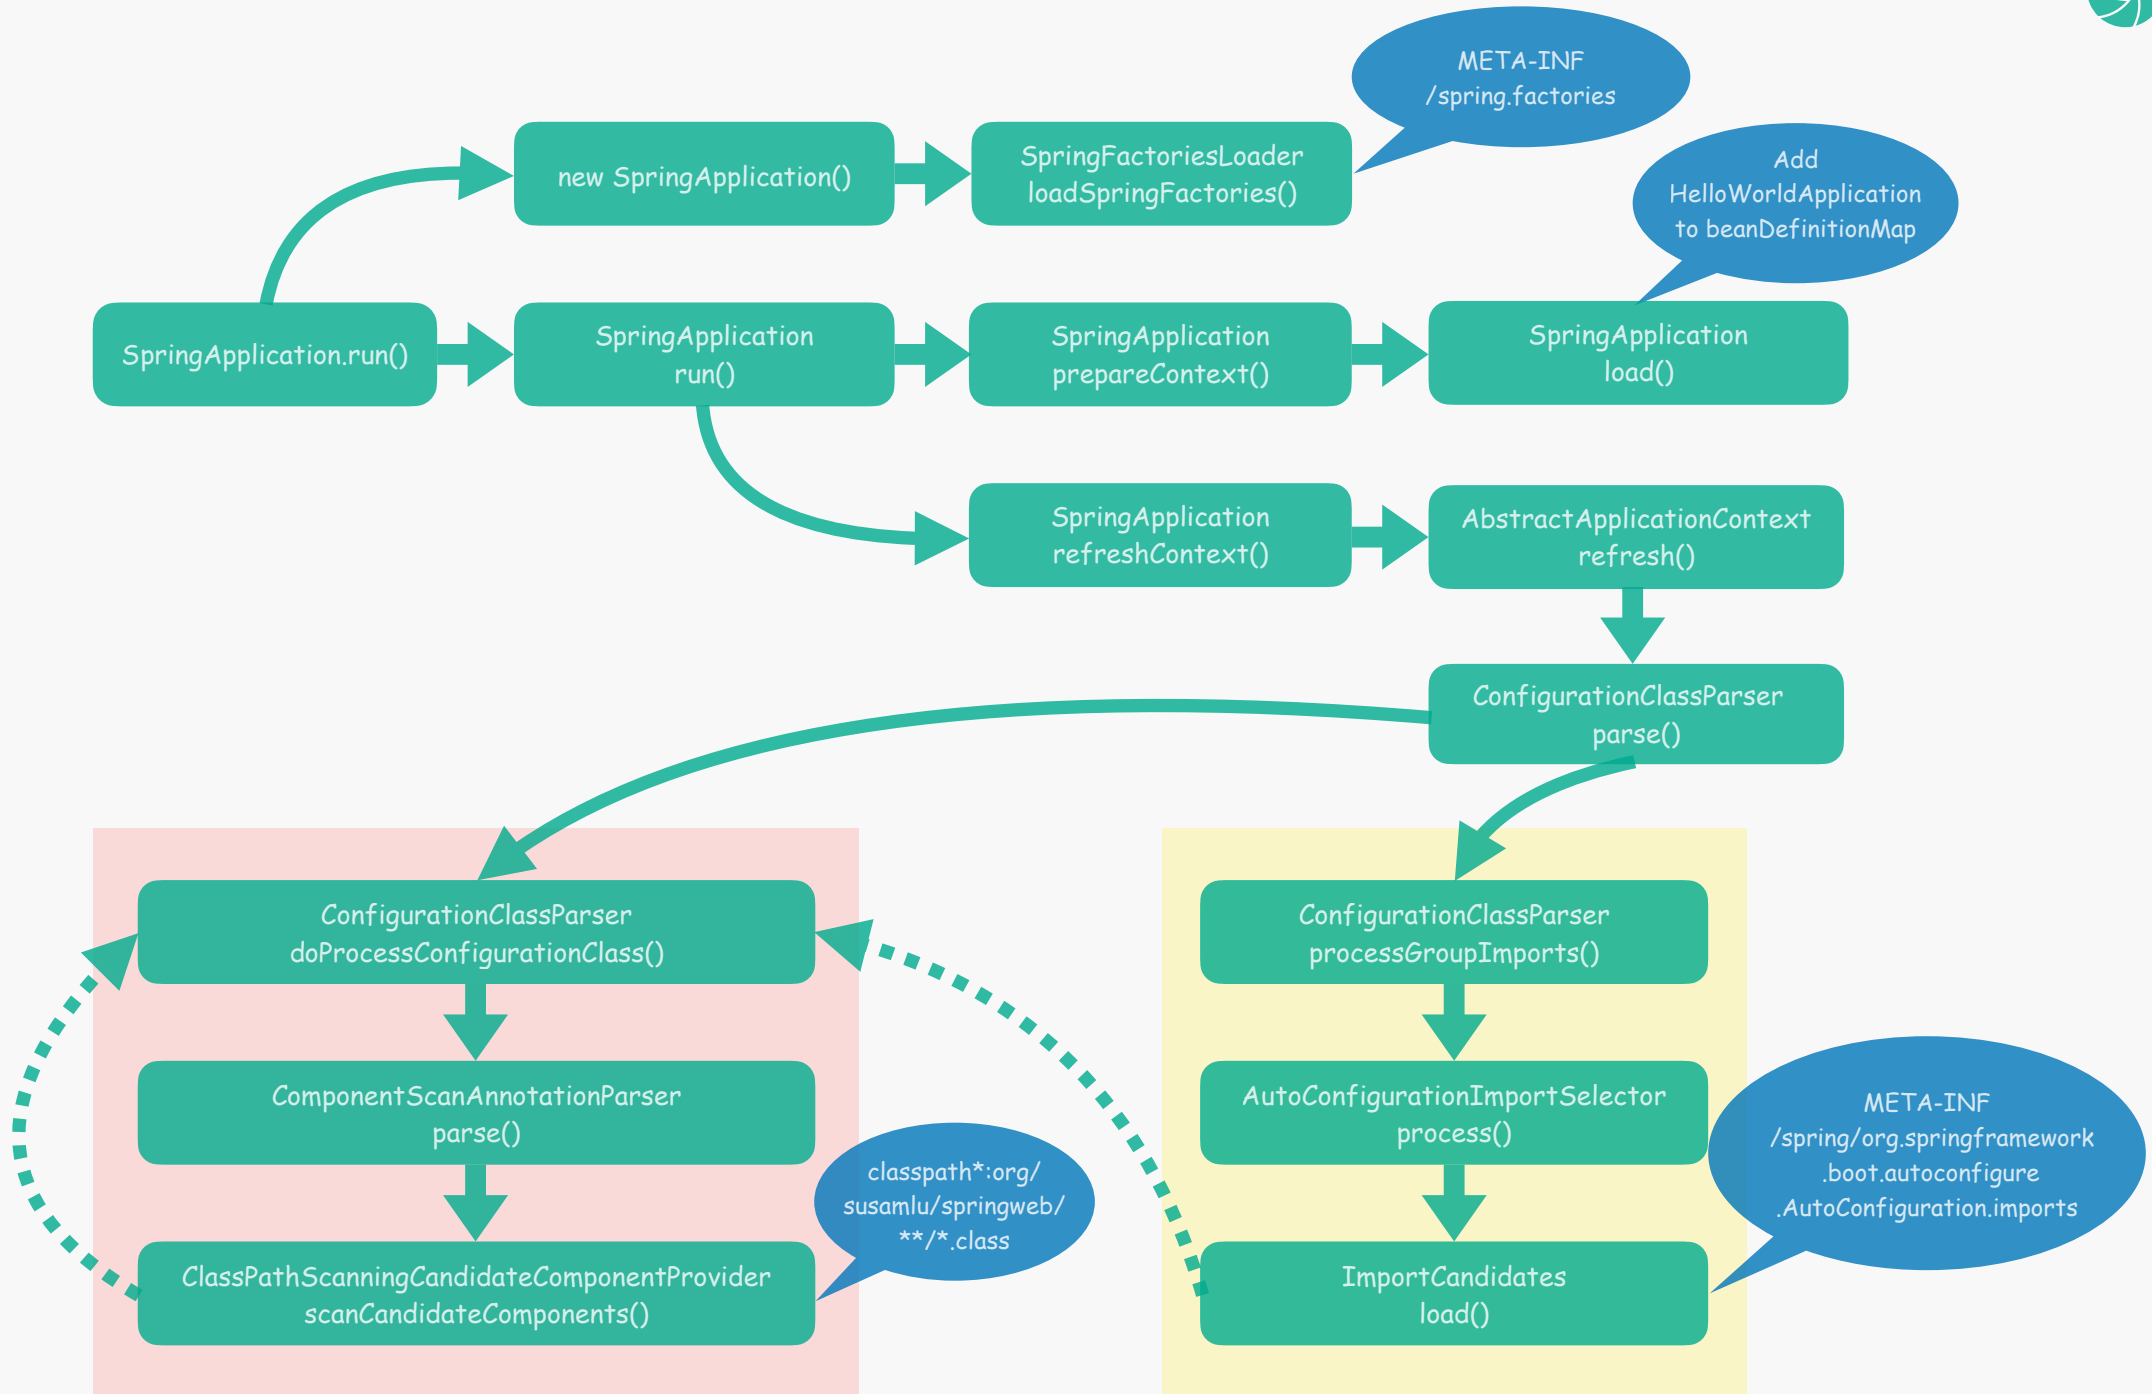 META-INF
/spring.factories
new SpringApplication()
SpringFactoriesLoader
loadSpringFactories()
Add
HelloWorldApplication
to beanDefinitionMap
SpringApplication.run()
SpringApplication
run()
SpringApplication
prepareContext()
SpringApplication
load()
SpringApplication
refreshContext()
AbstractApplicationContext
refresh()
ConfigurationClassParser
parse()
ConfigurationClassParser
doProcessConfigurationClass()
ComponentScanAnnotationParser
parse()
classpath*:org/
susamlu/springweb/
**/*.class
ClassPathScanningCandidateComponentProvider
scanCandidateComponents()
ConfigurationClassParser
processGroupImports()
AutoConfigurationImportSelector
process()
META-INF
/spring/org.springframework
.boot.autoconfigure
.AutoConfiguration.imports
ImportCandidates
load()